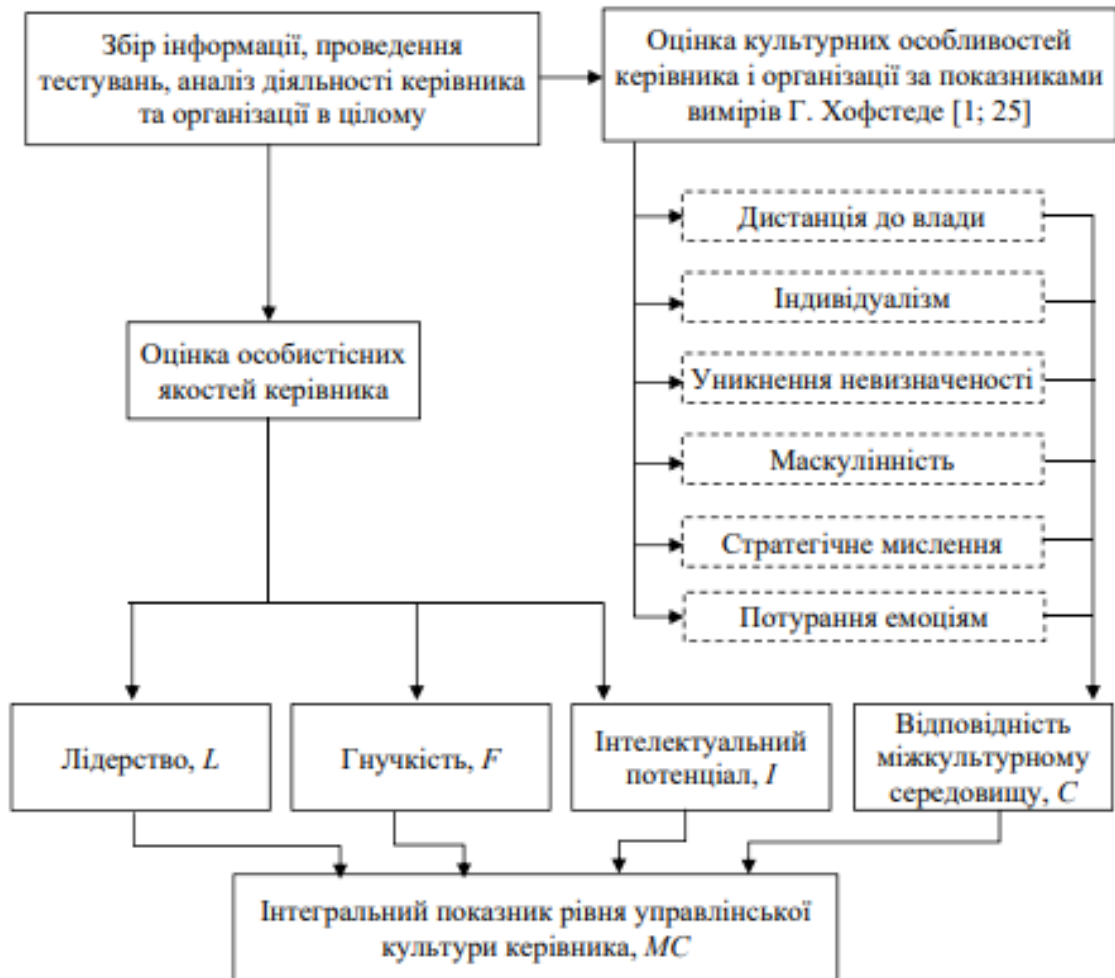 Збір інформації, проведення
тестувань, аналіз діяльності керівника
та організації в цілому
Оцінка культурних особливостей
керівника і організації за показниками
вимірів Г. Хофстеде [1; 25]
Дистанція до влади
Індивідуалізм
Уникнення невизначеності
Маскулінність
Стратегічне мислення
Потурання емоціям
Оцінка особистісних
якостей керівника
Лідерство, L
Гнучкість, F
Інтелектуальний
потенціал, I
Відповідність
міжкультурному
середовищу, C
Інтегральний показник рівня управлінської
культури керівника, MC